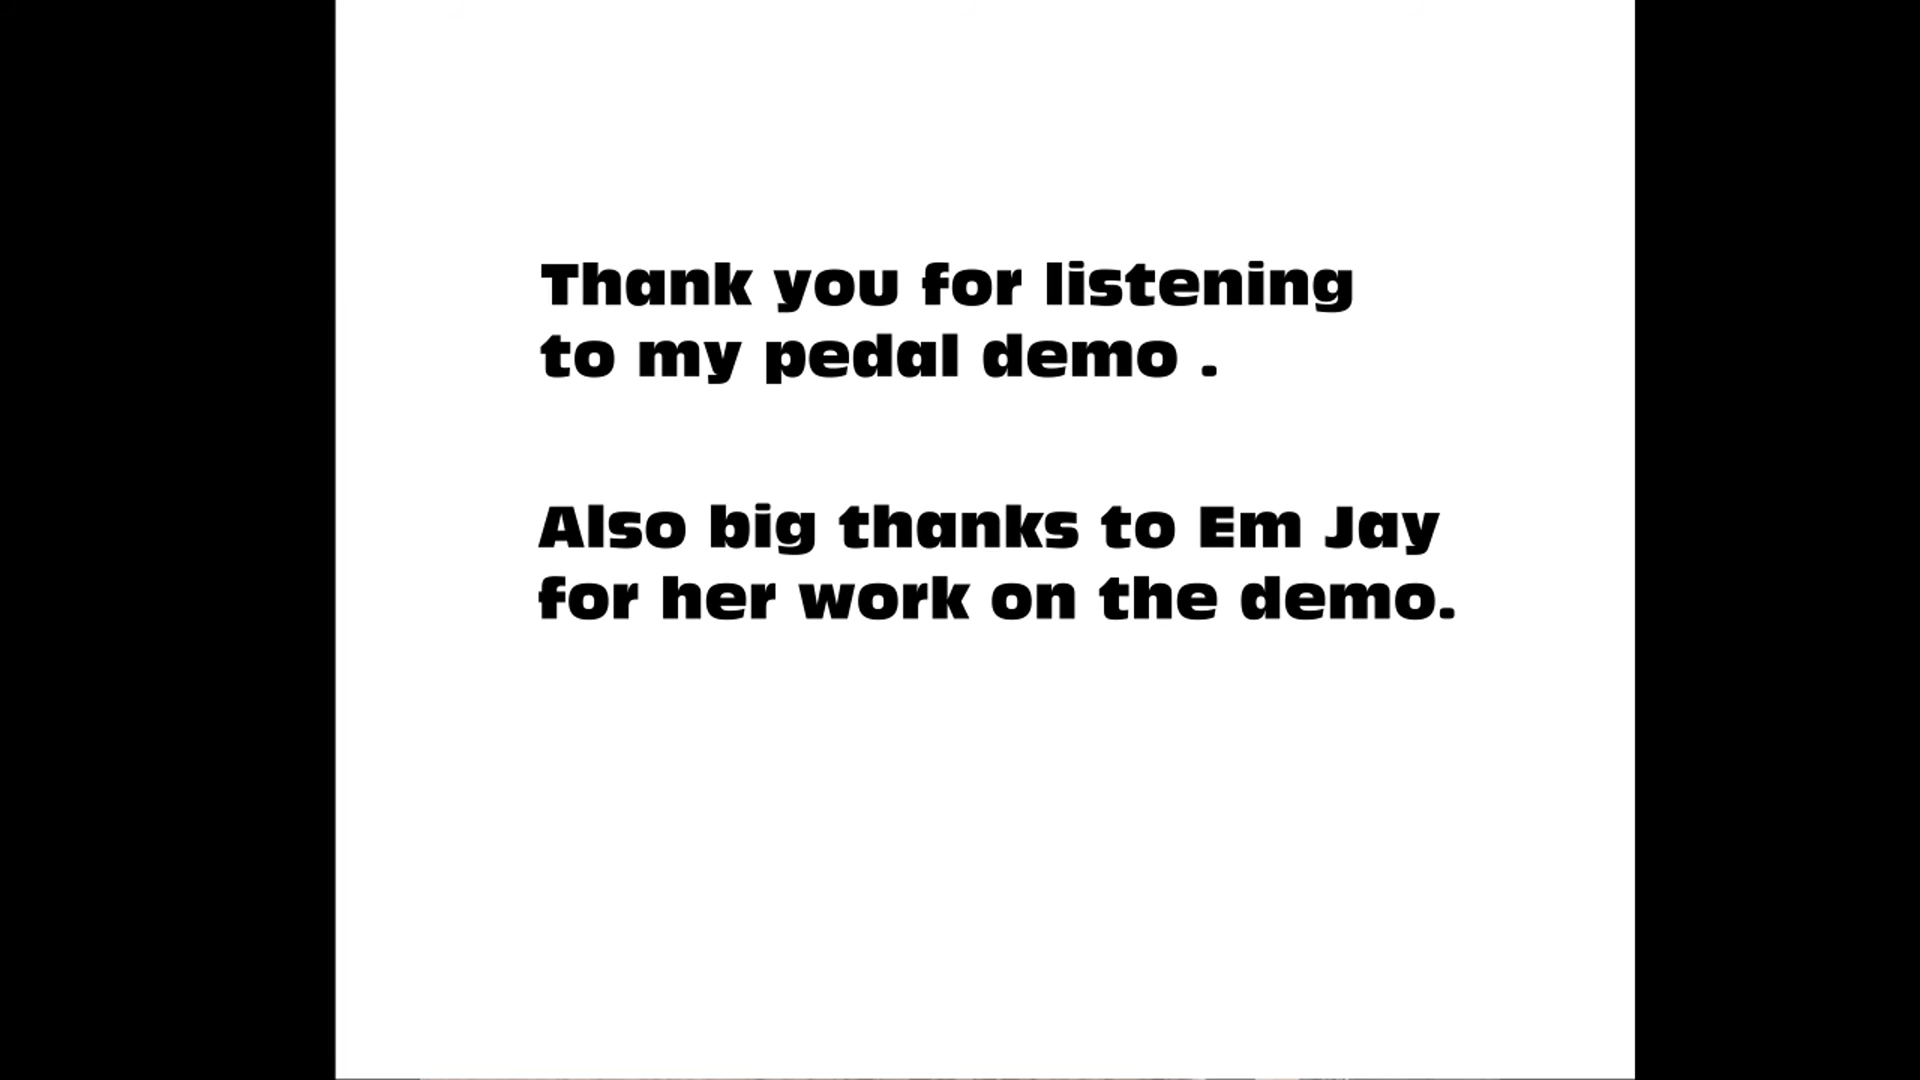 Thank you for listening
to my pedal demo .
Also big thanks to Em Jay
for her work on the demo.